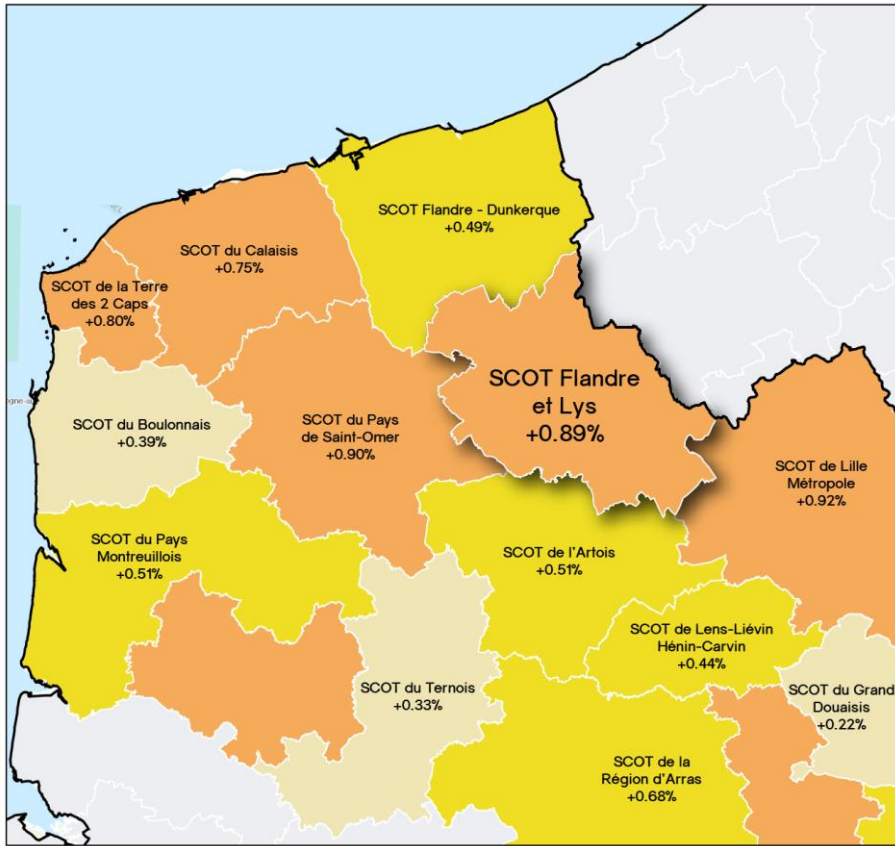 SCOT Flandre - Dunkerque
+0.49%
SCOT du Calaisis
+0.75%
SCOT de la Terre
des 2 Caps
+0.80%
SCOT Flandre
et Lys
+0.89%
SCOT du Boulonnais
+0.39%
SCOT du Pays
de Saint-Omer
+0.90%
SCOT de Lille
Métropole
+0.92%
SCOT du Pays
Montreuillois
+0.51%
SCOT de l'Artois
+0.51%
SCOT de Lens-Liévin
Hénin-Carvin
+0.44%
SCOT du Ternois
+0.33%
SCOT du Grand
Douaisis
+0.22%
SCOT de la
Région d'Arras
+0.68%